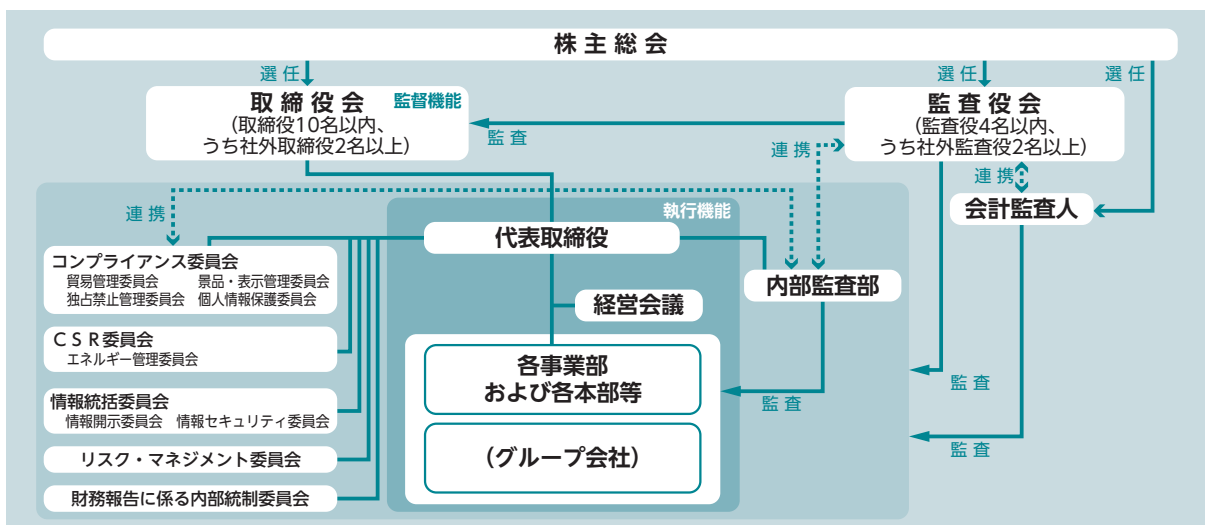 株主総会
選任
選任
選任
取締役会
監督機能
(取締役10名以内、
うち社外取締役2名以上)
監査
監査役会
(監査役4名以内、
うち社外監査役2名以上)
連携
連携
会計監査人
連携
執行機能
代表取締役
コンプライアンス委員会
貿易管理委員会 景品・表示管理委員会
独占禁止管理委員会 個人情報保護委員会
内部監査部
経営会議
CSR委員会
エネルギー管理委員会
各事業部
および各本部等
監査
監査
情報統括委員会
情報開示委員会 情報セキュリティ委員会
監査
リスク・マネジメント委員会
(グループ会社)
財務報告に係る内部統制委員会